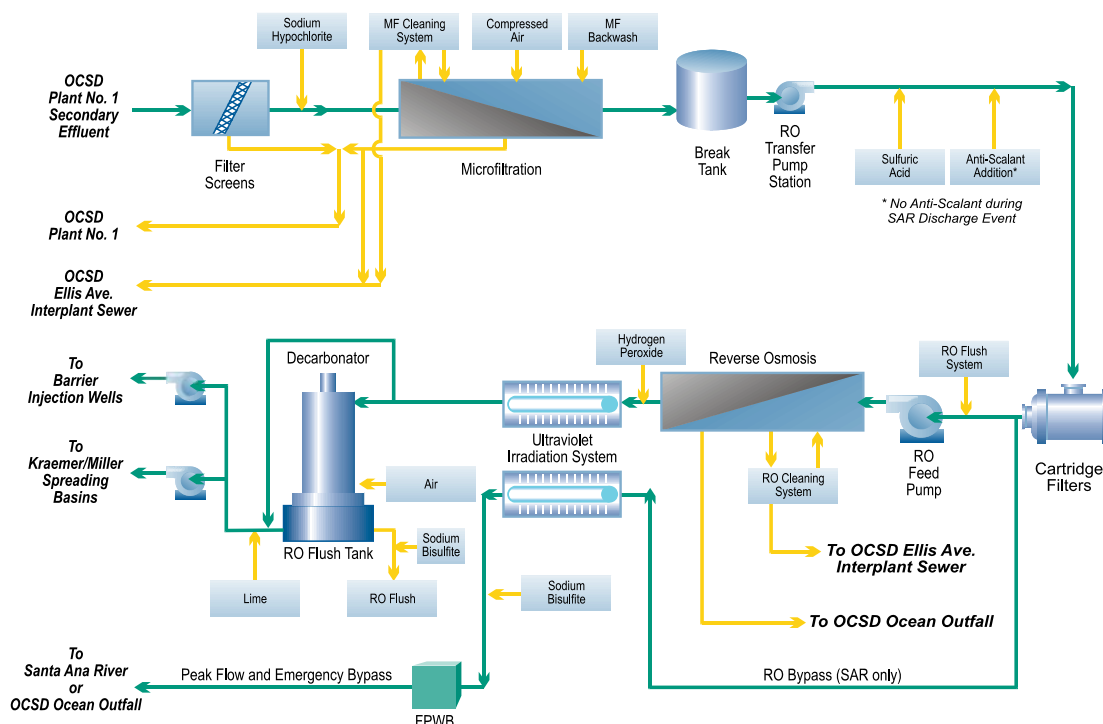 Sodium
Hypochlorite
MF Cleaning
System
Compressed
Air
MF
Backwash
OCSD
Plant No. 1
Secondary
Effluent
Filter
Screens
Microfiltration
Break
Tank
RO
Transfer
Pump
Station
Sulfuric
Acid
Anti-Scalant
Addition*
* No Anti-Scalant during
SAR Discharge Event
OCSD
Plant No. 1
OCSD
Ellis Ave.
Interplant Sewer
To
Barrier
Injection Wells
Decarbonator
Hydrogen
Peroxide
Reverse Osmosis
RO Flush
System
To
Kraemer/Miller
Spreading
Basins
Ultraviolet
Irradiation System
RO
Feed
Pump
Cartridge
Filters
Air
RO Cleaning
System
RO Flush Tank
Sodium
Bisulfite
To OCSD Ellis Ave.
Interplant Sewer
Lime
RO Flush
Sodium
Bisulfite
To OCSD Ocean Outfall
To
Santa Ana River
or
OCSD Ocean Outfall
Peak Flow and Emergency Bypass
RO Bypass (SAR only)
EPWB